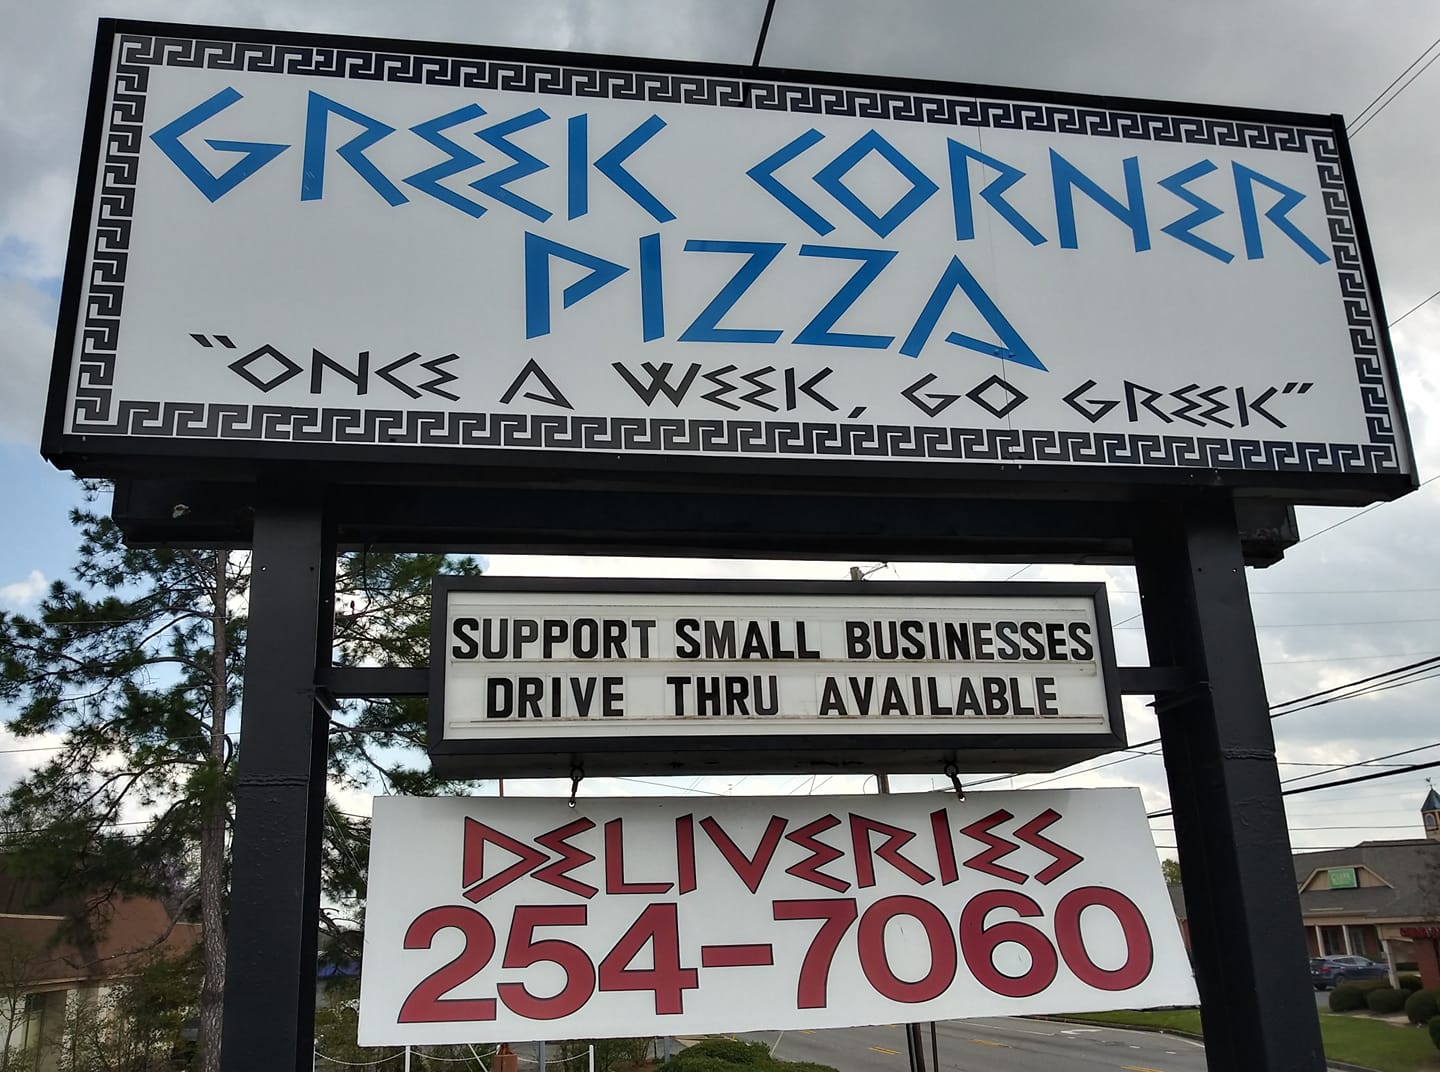 GREEK CORNER
PIZZA
"ONCE A WEEK, GO GREEK"
SUPPORT SMALL BUSINESSES
DRIVE THRU AVAILABLE
DELIVERIES
254-7060